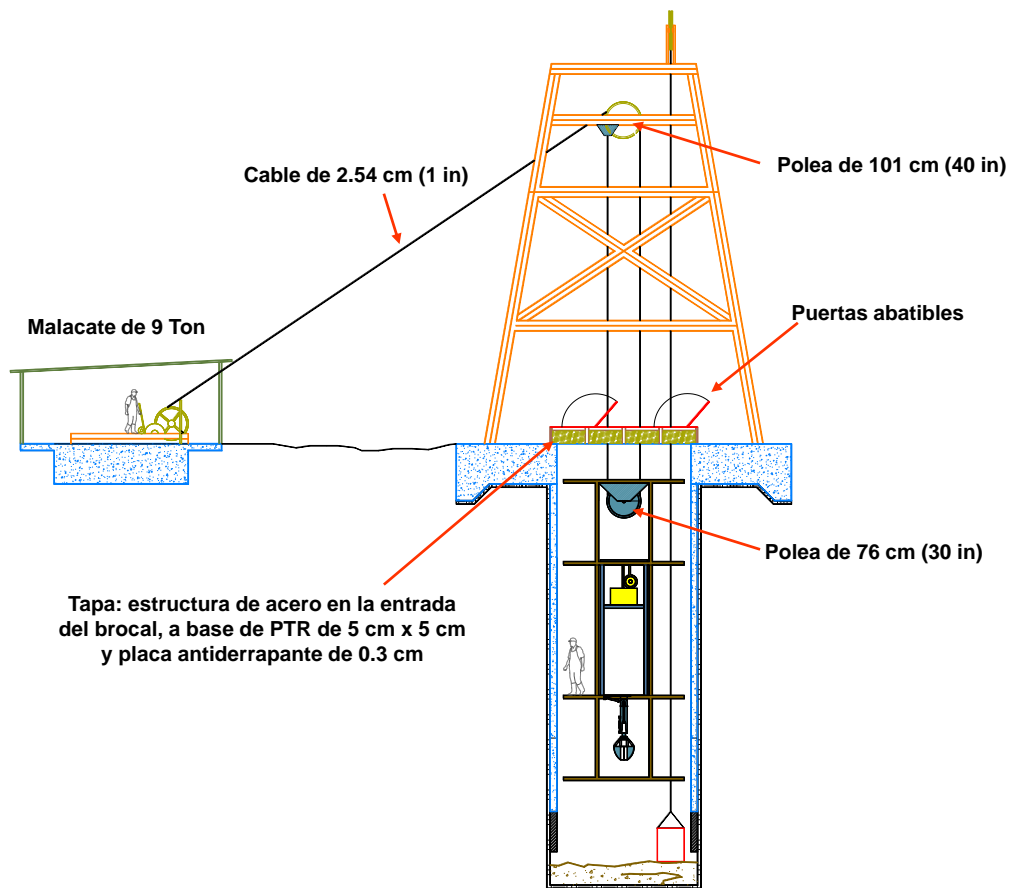 Cable de 2.54 cm (1 in)
Polea de 101 cm (40 in)
Malacate de 9 Ton
Puertas abatibles
Polea de 76 cm (30 in)
Tapa: estructura de acero en la entrada
del brocal, a base de PTR de 5 cm x 5 cm
y placa antiderrapante de 0.3 cm